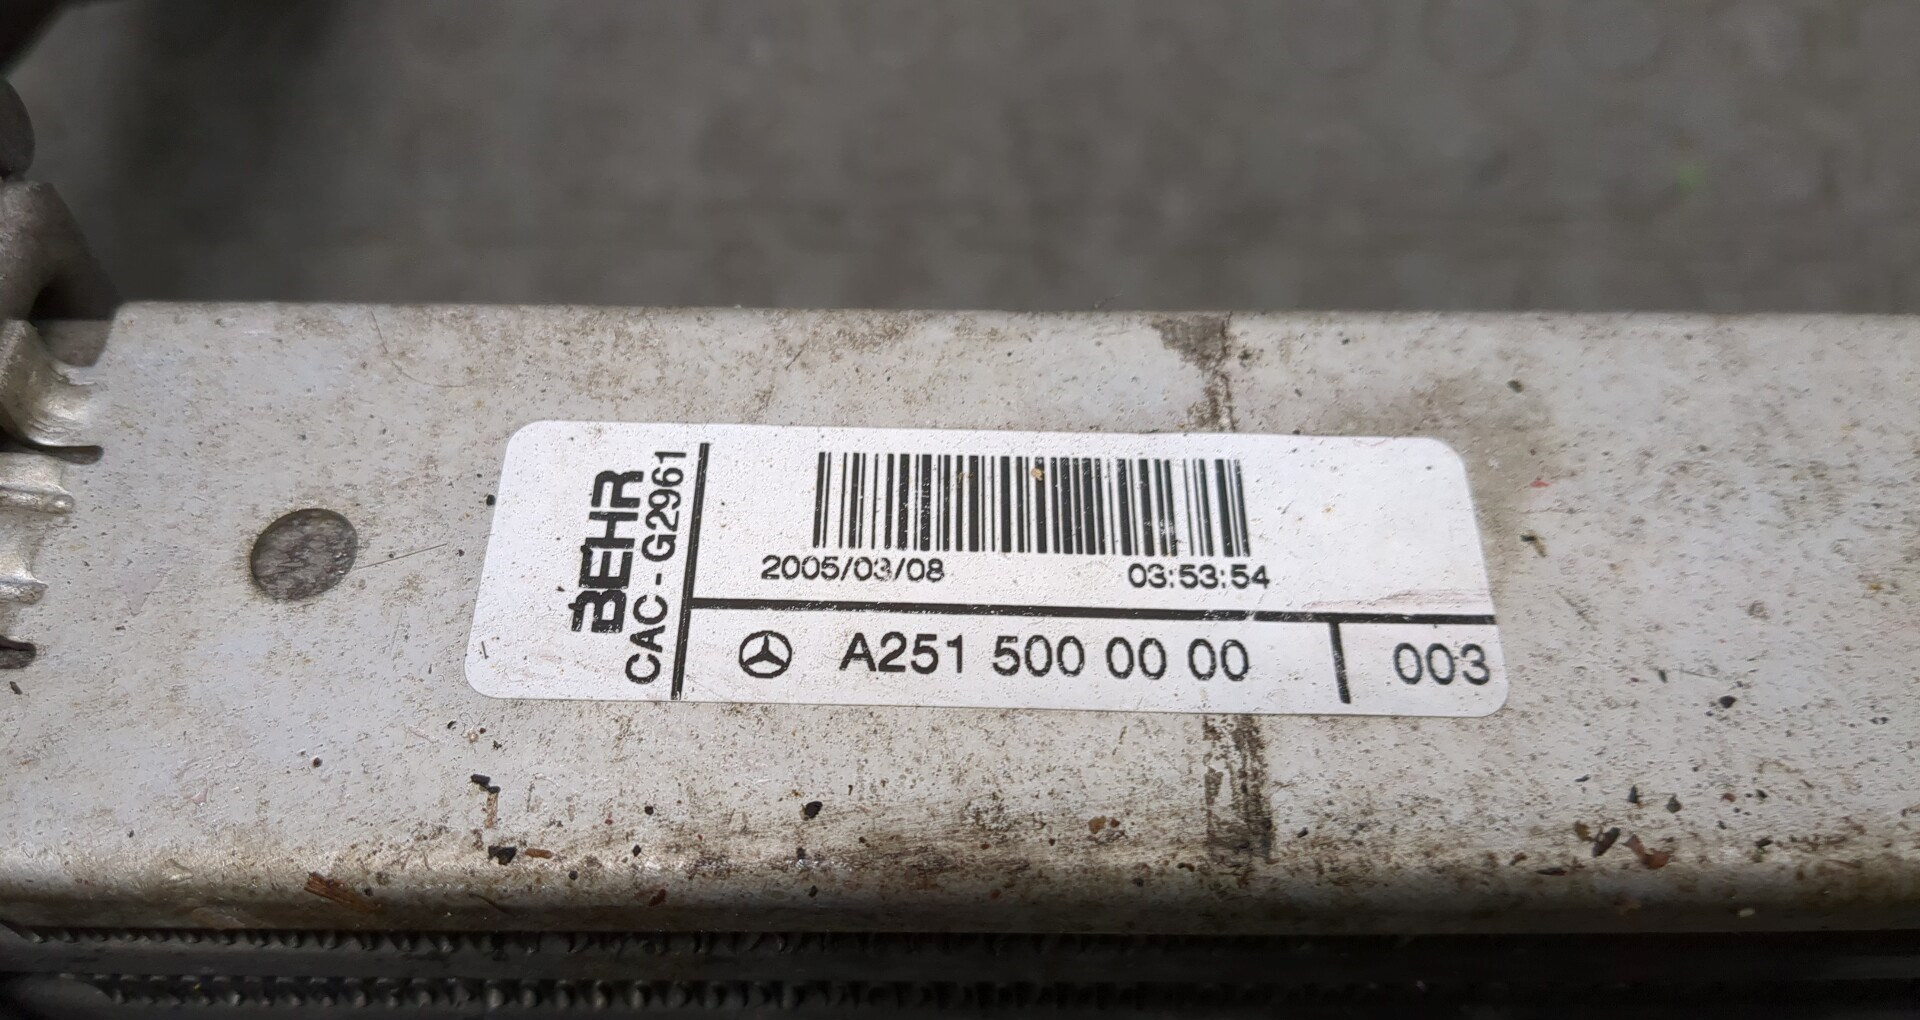 BEHR
CAC - G2961
2005/03/08 03:53:54
A251 500 00 00 003